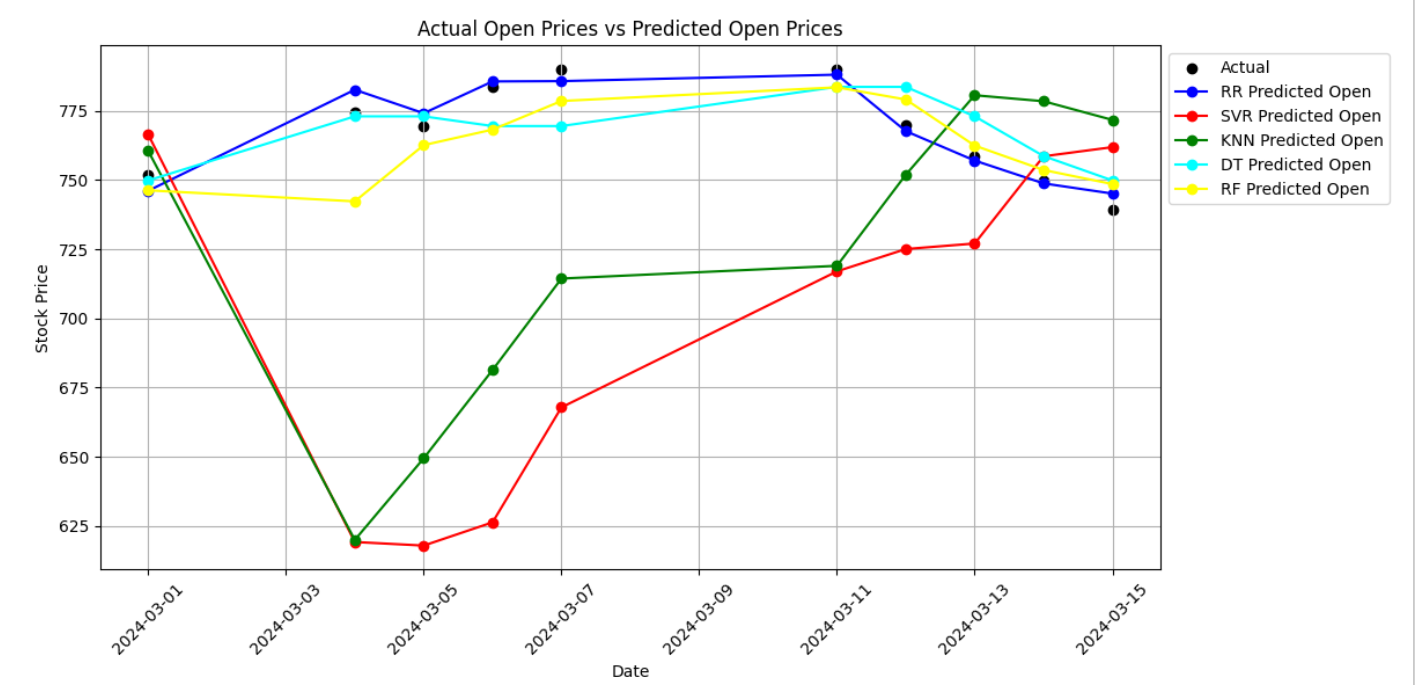 Actual Open Prices vs Predicted Open Prices
Actual
RR Predicted Open
SVR Predicted Open
KNN Predicted Open
DT Predicted Open
RF Predicted Open
Stock Price
775
750
725
700
675
650
625
2024-03-01
2024-03-03
2024-03-05
2024-03-07
2024-03-09
2024-03-11
2024-03-13
2024-03-15
Date